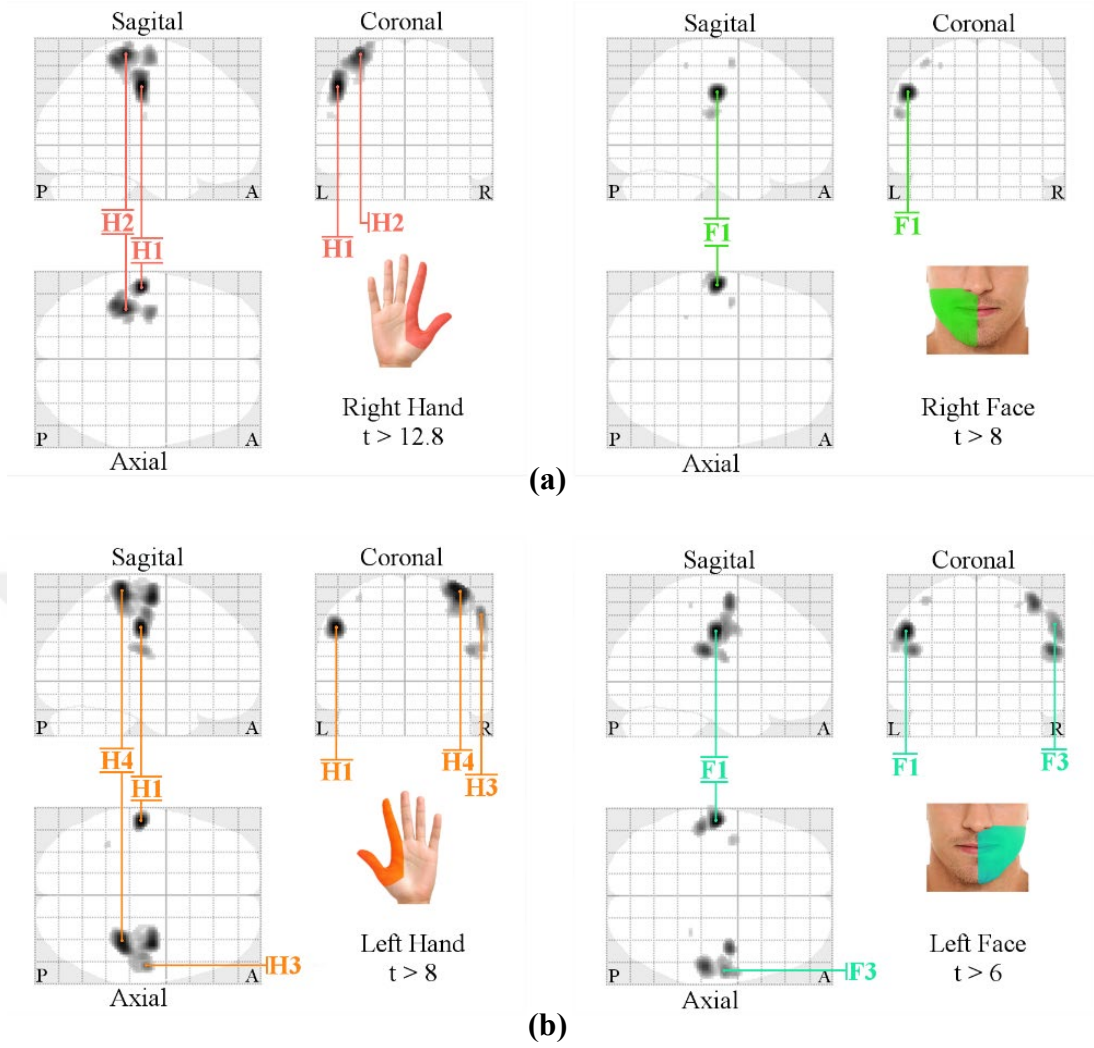 Sagital
Coronal
P
A
L
R
H2
H1
H1
H2
P
A
Axial
Right Hand
t > 12.8
Sagital
Coronal
P
A
L
R
F1
F1
P
A
Axial
Right Face
t > 8
(a)
Sagital
Coronal
P
A
L
R
H4
H1
H1
H4
H3
P
A
H3
Axial
Left Hand
t > 8
Sagital
Coronal
P
A
L
R
F1
F1
F3
P
A
F3
Axial
Left Face
t > 6
(b)